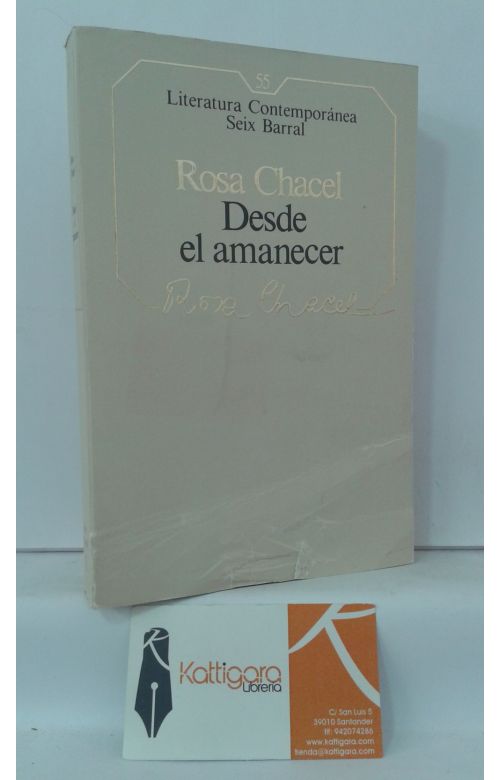 55
Literatura Contemporánea
Seix Barral
Rosa Chacel
Desde
el amanecer
Rosa Chacel
Kattigara
Librería
C/ San Luis 5
39010 Santander
tlf: 942074286
www.kattigara.com
tienda@kattigara.com